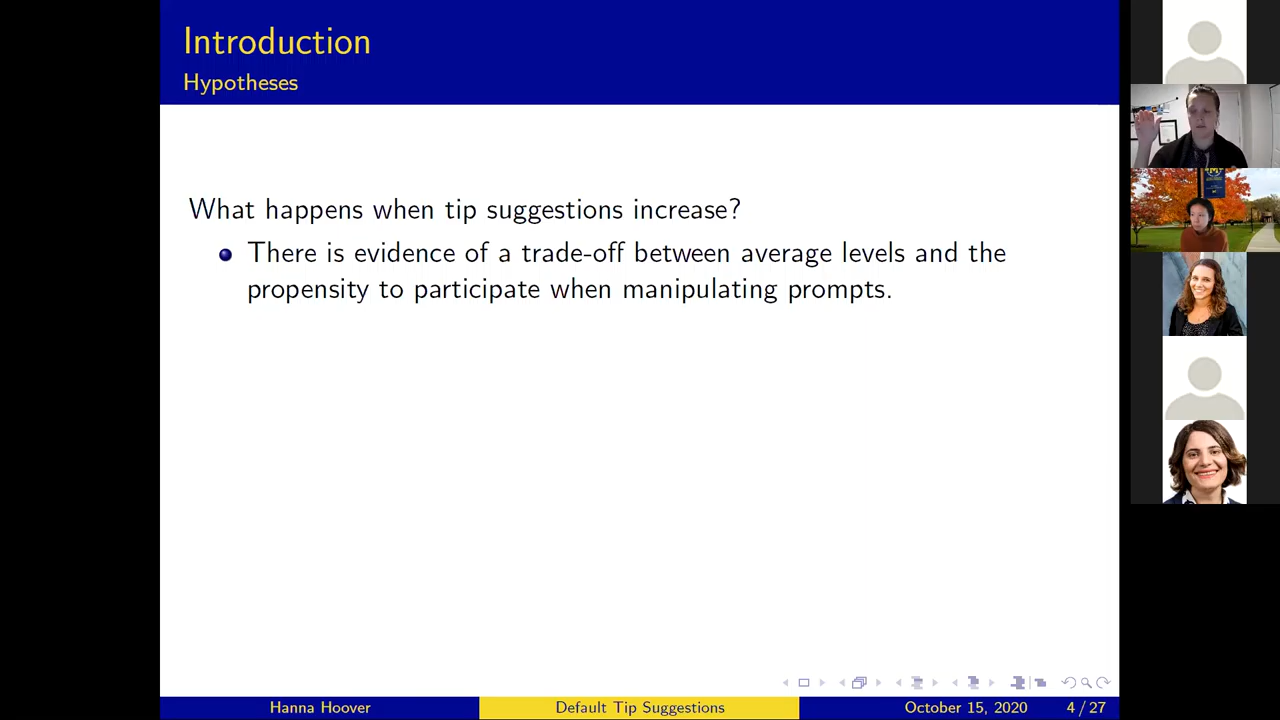 Introduction
Hypotheses
What happens when tip suggestions increase?
There is evidence of a trade-off between average levels and the
propensity to participate when manipulating prompts.
Hanna Hoover
Default Tip Suggestions
October 15, 2020
4 / 27